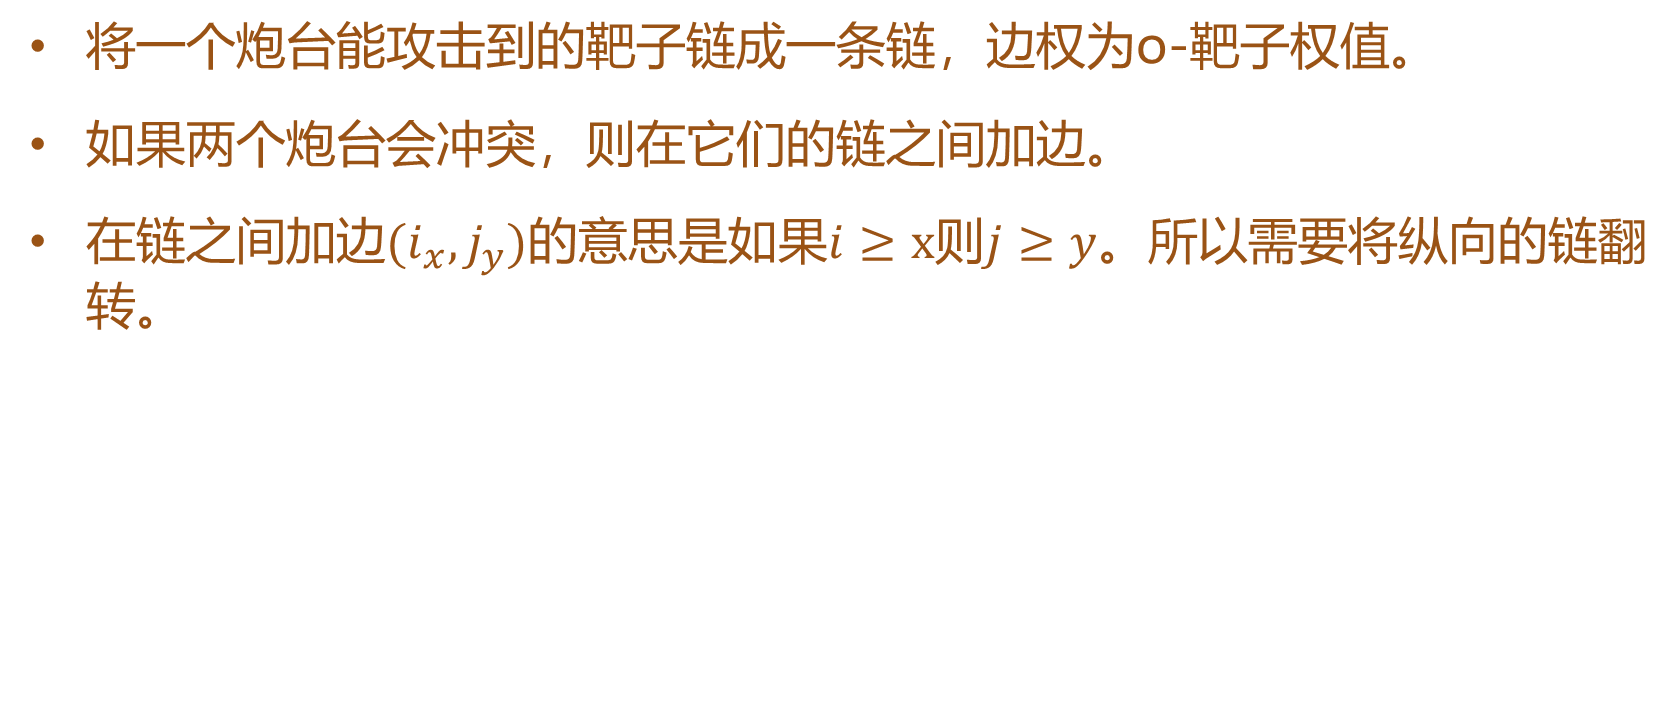 • 将一个炮台能攻击到的靶子链成一条链，边权为o-靶子权值。
• 如果两个炮台会冲突，则在它们的链之间加边。
• 在链之间加边(𝑖ₓ, 𝑗ᵧ)的意思是如果𝑖 ≥ x则𝑗 ≥ 𝑦。所以需要将纵向的链翻
转。